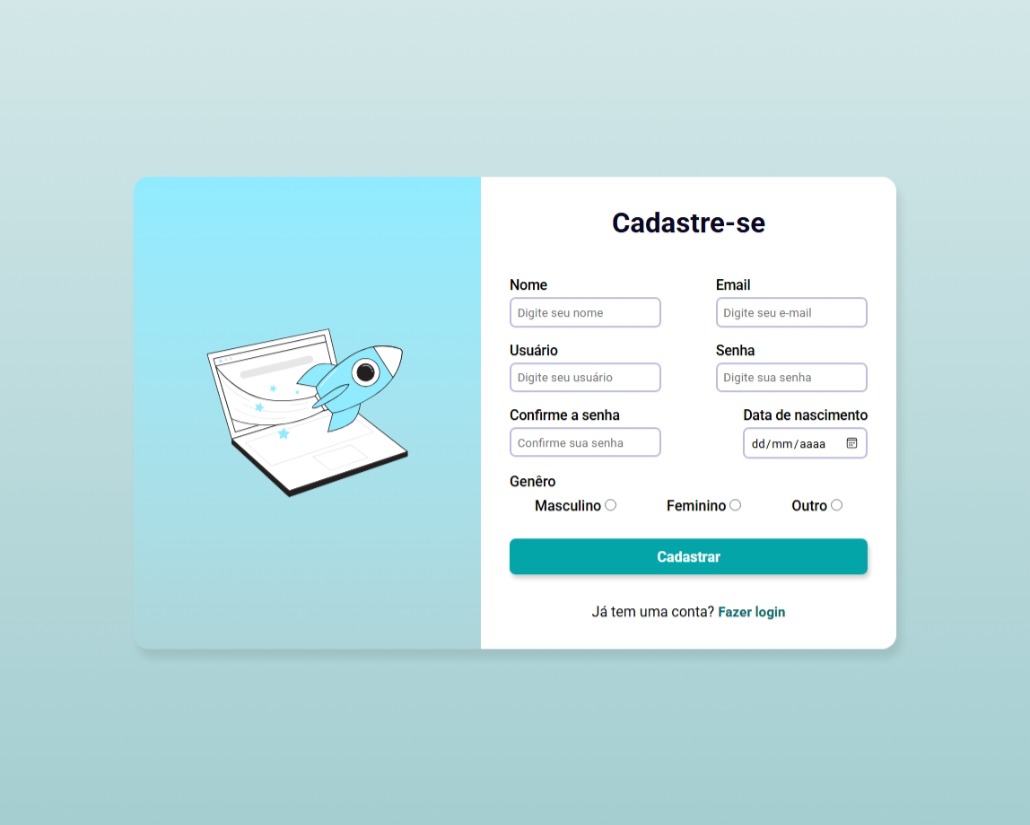 Cadastre-se
Nome
Email
Digite seu nome
Digite seu e-mail
Usuário
Senha
Digite seu usuário
Digite sua senha
Confirme a senha
Data de nascimento
Confirme sua senha
dd/mm/aaaa
Genêro
Masculino
Feminino
Outro
Cadastrar
Já tem uma conta? Fazer login